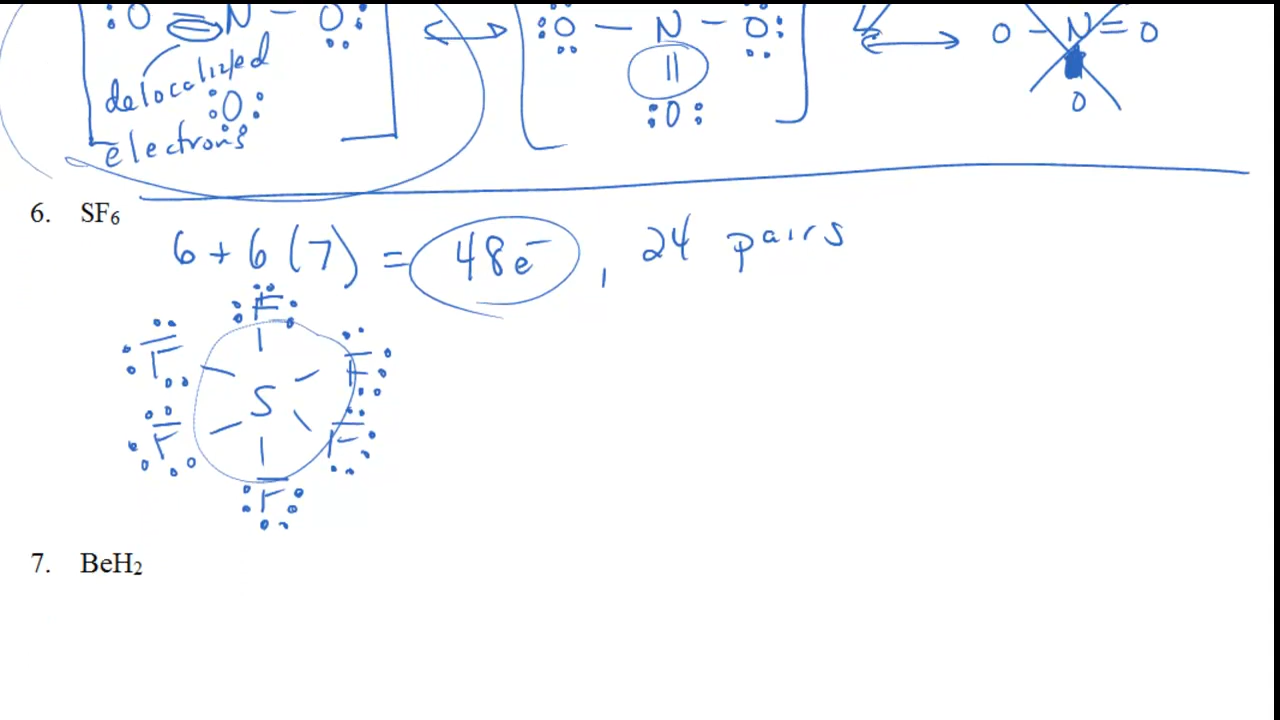 :O = N - O: ↔ :O - N - O: ↔ O - N = O
delocalized
:O: || :O: O
electrons
6. SF₆
6 + 6(7) = 48e⁻, 24 pairs
F
F F
S
F F
F
7. BeH₂